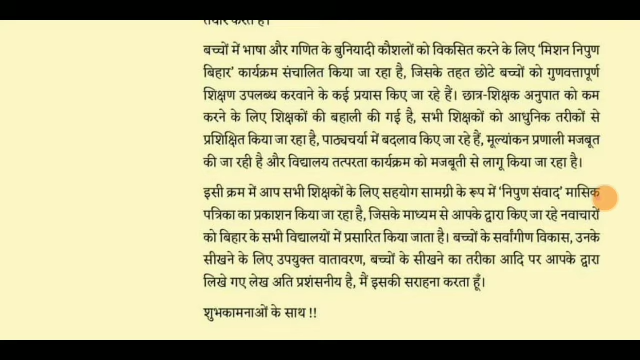 तैयार करते हैं।
बच्चों में भाषा और गणित के बुनियादी कौशलों को विकसित करने के लिए 'मिशन निपुण
बिहार' कार्यक्रम संचालित किया जा रहा है, जिसके तहत छोटे बच्चों को गुणवत्तापूर्ण
शिक्षण उपलब्ध करवाने के कई प्रयास किए जा रहे हैं। छात्र-शिक्षक अनुपात को कम
करने के लिए शिक्षकों की बहाली की गई है, सभी शिक्षकों को आधुनिक तरीकों से
प्रशिक्षित किया जा रहा है, पाठ्यचर्या में बदलाव किए जा रहे हैं, मूल्यांकन प्रणाली मजबूत
की जा रही है और विद्यालय तत्परता कार्यक्रम को मजबूती से लागू किया जा रहा है।
इसी क्रम में आप सभी शिक्षकों के लिए सहयोग सामग्री के रूप में 'निपुण संवाद' मासिक
पत्रिका का प्रकाशन किया जा रहा है, जिसके माध्यम से आपके द्वारा किए जा रहे नवाचारों
को बिहार के सभी विद्यालयों में प्रसारित किया जाता है। बच्चों के सर्वांगीण विकास, उनके
सीखने के लिए उपयुक्त वातावरण, बच्चों के सीखने का तरीका आदि पर आपके द्वारा
लिखे गए लेख अति प्रशंसनीय है, मैं इसकी सराहना करता हूँ।
शुभकामनाओं के साथ !!